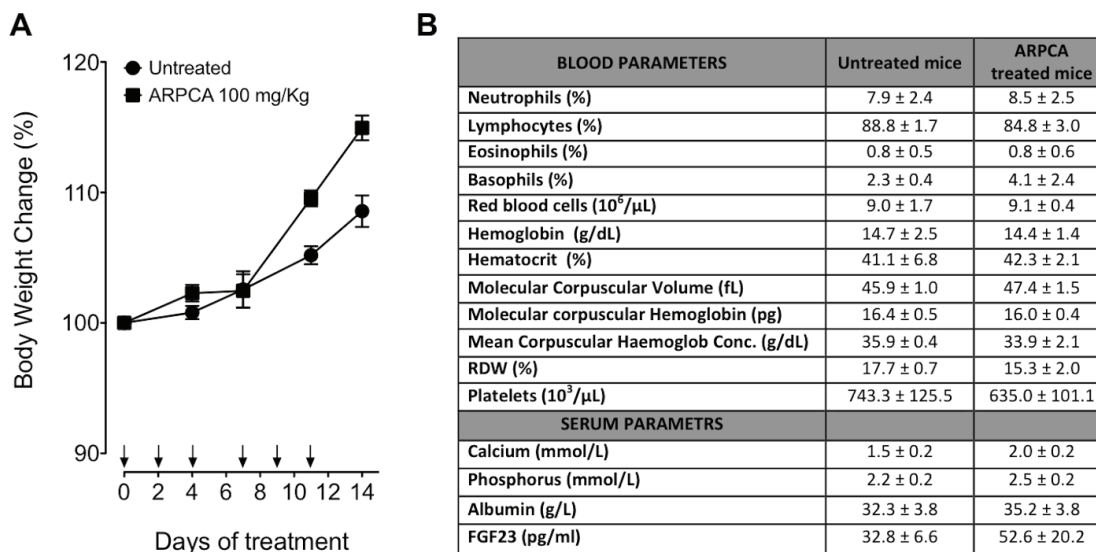 A
120
110
100
90
Body Weight Change (%)
Untreated
ARPCA 100 mg/Kg
0 2 4 6 8 10 12 14
Days of treatment
B
BLOOD PARAMETERS Untreated mice ARPCA treated mice
Neutrophils (%) 7.9 ± 2.4 8.5 ± 2.5
Lymphocytes (%) 88.8 ± 1.7 84.8 ± 3.0
Eosinophils (%) 0.8 ± 0.5 0.8 ± 0.6
Basophils (%) 2.3 ± 0.4 4.1 ± 2.4
Red blood cells (10⁶/µL) 9.0 ± 1.7 9.1 ± 0.4
Hemoglobin (g/dL) 14.7 ± 2.5 14.4 ± 1.4
Hematocrit (%) 41.1 ± 6.8 42.3 ± 2.1
Molecular Corpuscular Volume (fL) 45.9 ± 1.0 47.4 ± 1.5
Molecular corpuscular Hemoglobin (pg) 16.4 ± 0.5 16.0 ± 0.4
Mean Corpuscular Haemoglob Conc. (g/dL) 35.9 ± 0.4 33.9 ± 2.1
RDW (%) 17.7 ± 0.7 15.3 ± 2.0
Platelets (10³/µL) 743.3 ± 125.5 635.0 ± 101.1
SERUM PARAMETRS
Calcium (mmol/L) 1.5 ± 0.2 2.0 ± 0.2
Phosphorus (mmol/L) 2.2 ± 0.2 2.5 ± 0.2
Albumin (g/L) 32.3 ± 3.8 35.2 ± 3.8
FGF23 (pg/ml) 32.8 ± 6.6 52.6 ± 20.2